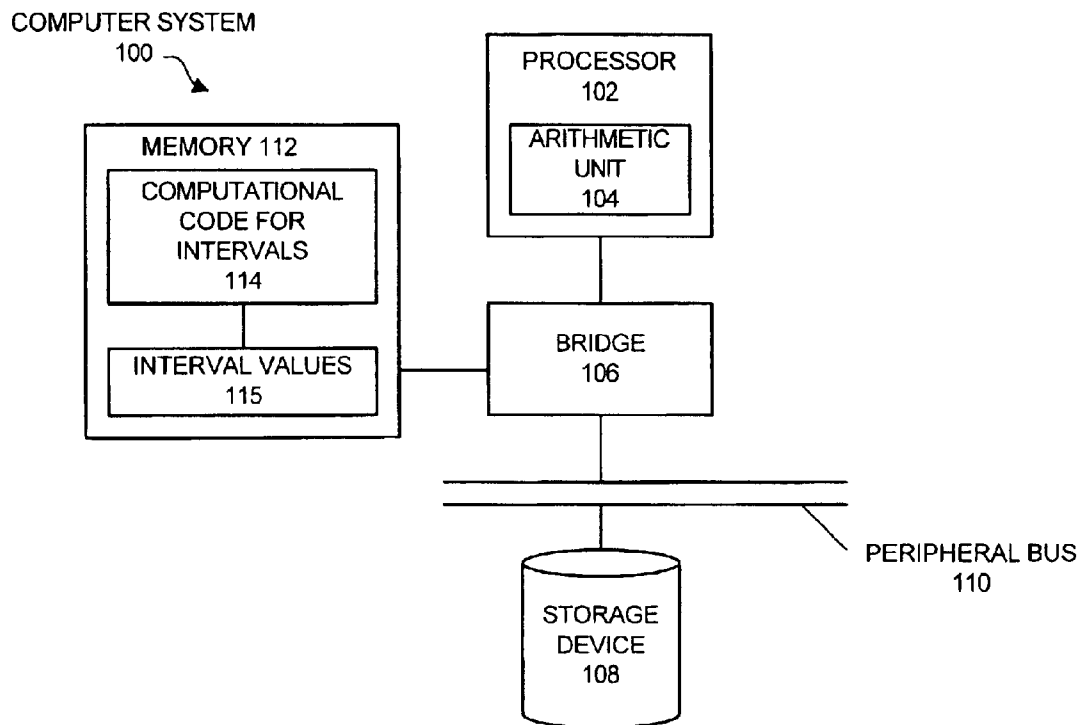 COMPUTER SYSTEM
100
PROCESSOR
102
ARITHMETIC
UNIT
104
MEMORY 112
COMPUTATIONAL
CODE FOR
INTERVALS
114
INTERVAL VALUES
115
BRIDGE
106
PERIPHERAL BUS
110
STORAGE
DEVICE
108